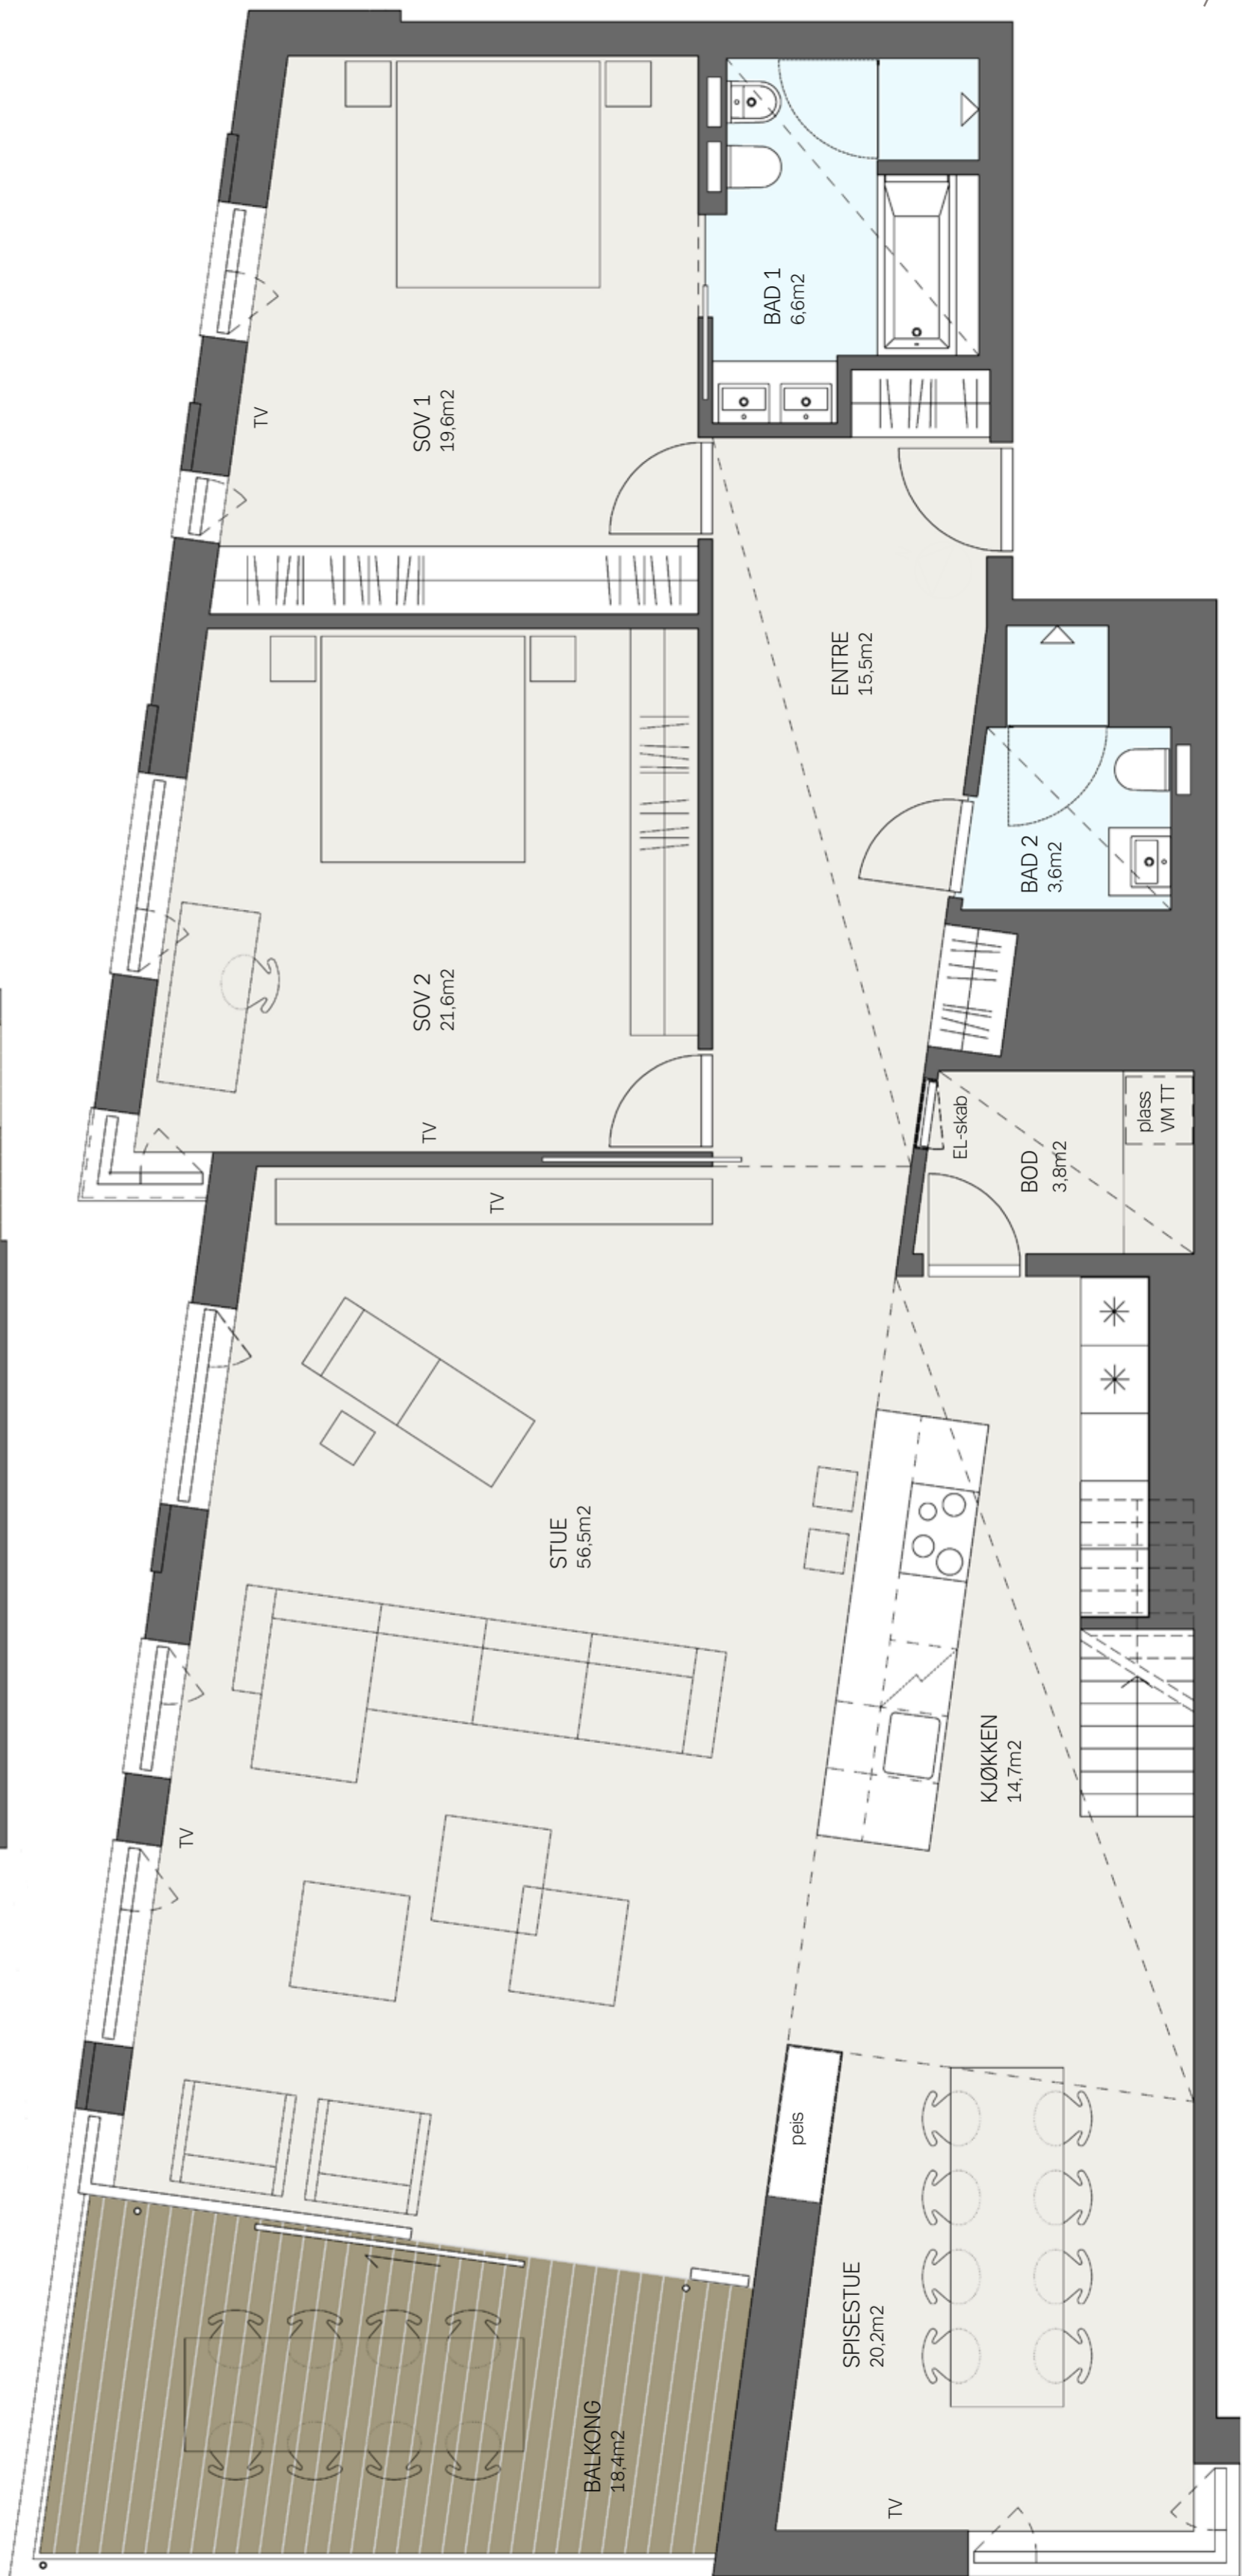 TV
SOV 1
19,6m2
BAD 1
6,6m2
ENTRE
15,5m2
SOV 2
21,6m2
TV
BAD 2
3,6m2
EL-skab
plass
VM TT
BOD
3,8m2
TV
STUE
56,5m2
TV
KJØKKEN
14,7m2
peis
SPISESTUE
20,2m2
BALKONG
18,4m2
TV